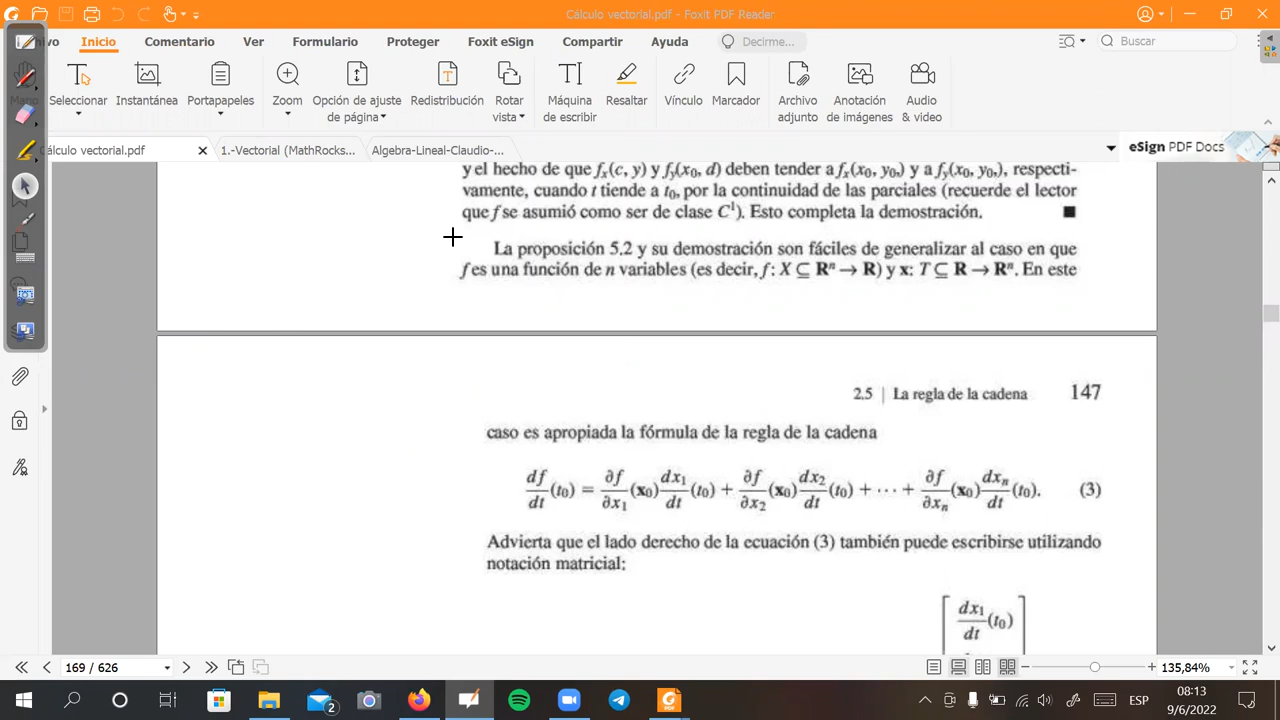 Cálculo vectorial.pdf - Foxit PDF Reader
Inicio Comentario Ver Formulario Proteger Foxit eSign Compartir Ayuda Decirme... Buscar
Seleccionar Instantánea Portapapeles Zoom Opción de ajuste de página Redistribución Rotar vista Máquina de escribir Resaltar Vínculo Marcador Archivo adjunto Anotación de imágenes Audio & video
Cálculo vectorial.pdf 1.-Vectorial (MathRocks... Algebra-Lineal-Claudio-... eSign PDF Docs
y el hecho de que fₓ(c, y) y f_y(x₀, d) deben tender a fₓ(x₀, y₀,) y a f_y(x₀, y₀,), respecti-
vamente, cuando t tiende a t₀, por la continuidad de las parciales (recuerde el lector
que f se asumió como ser de clase C¹). Esto completa la demostración. ■
La proposición 5.2 y su demostración son fáciles de generalizar al caso en que
f es una función de n variables (es decir, f: X ⊆ Rⁿ → R) y x: T ⊆ R → Rⁿ. En este
2.5 | La regla de la cadena 147
caso es apropiada la fórmula de la regla de la cadena
df/dt (t₀) = ∂f/∂x₁ (x₀) dx₁/dt (t₀) + ∂f/∂x₂ (x₀) dx₂/dt (t₀) + ··· + ∂f/∂xₙ (x₀) dxₙ/dt (t₀). (3)
Advierta que el lado derecho de la ecuación (3) también puede escribirse utilizando
notación matricial:
dx₁/dt (t₀)
169 / 626 135,84%
2 ESP 08:13
9/6/2022